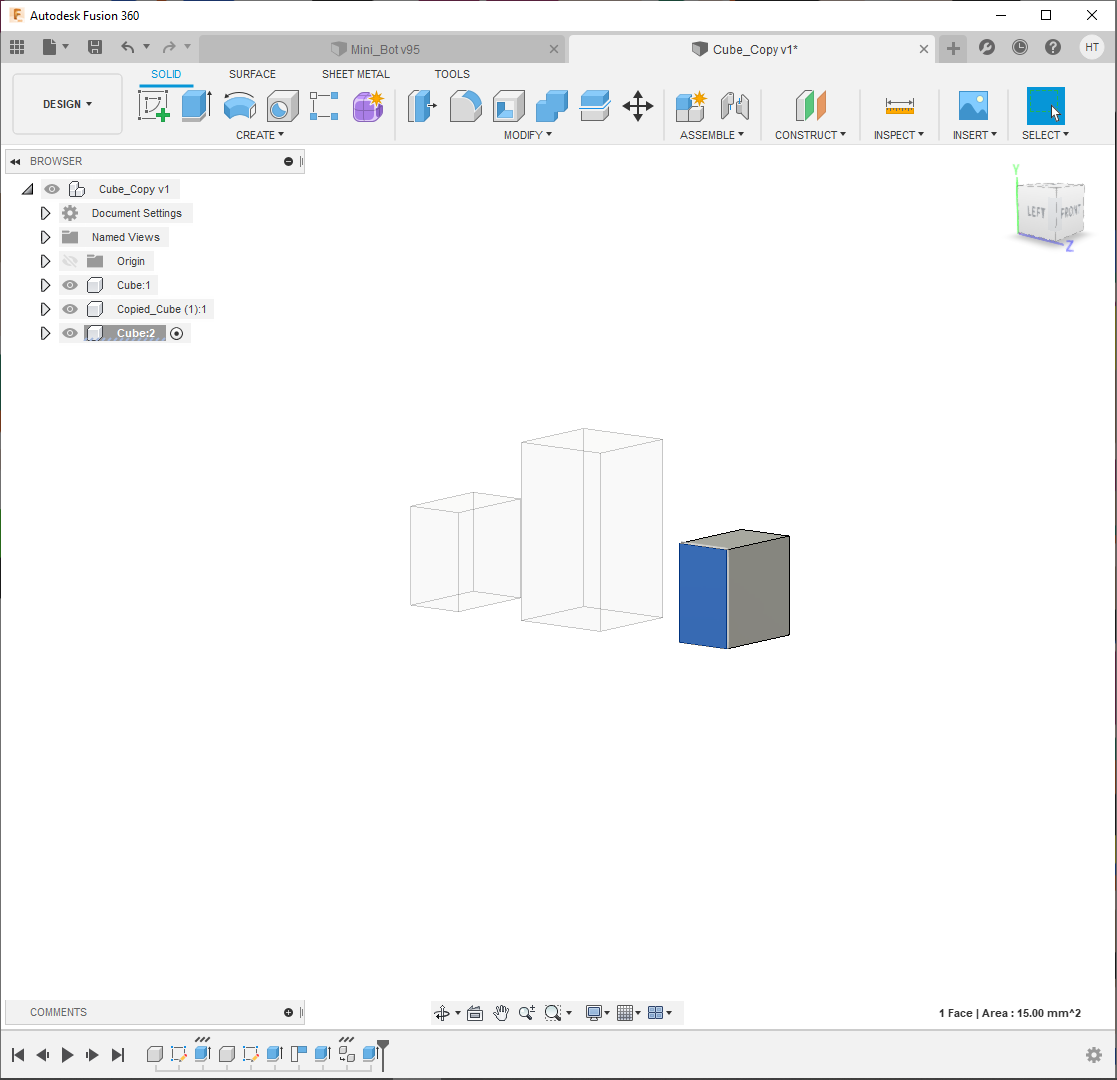 Autodesk Fusion 360
Mini_Bot v95
Cube_Copy v1*
HT
DESIGN
SOLID
SURFACE
SHEET METAL
TOOLS
CREATE
MODIFY
ASSEMBLE
CONSTRUCT
INSPECT
INSERT
SELECT
BROWSER
Cube_Copy v1
Document Settings
Named Views
Origin
Cube:1
Copied_Cube (1):1
Cube:2
Y
LEFT
FRONT
Z
COMMENTS
1 Face | Area : 15.00 mm^2